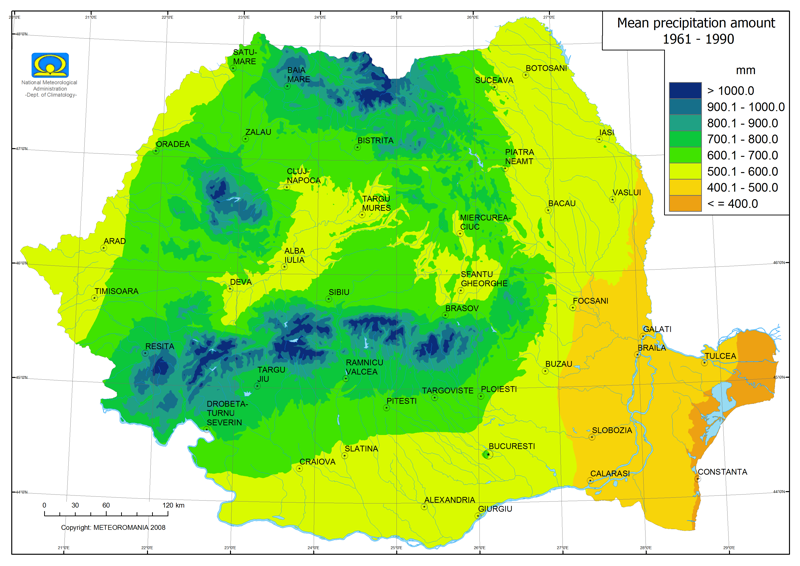 Mean precipitation amount
1961 - 1990
mm
> 1000.0
900.1 - 1000.0
800.1 - 900.0
700.1 - 800.0
600.1 - 700.0
500.1 - 600.0
400.1 - 500.0
< = 400.0
National Meteorological
Administration
-Dept. of Climatology-
SATU-
MARE
BAIA
MARE
BOTOSANI
SUCEAVA
ZALAU
ORADEA
BISTRITA
IASI
PIATRA
NEAMT
CLUJ-
NAPOCA
TARGU
MURES
BACAU
VASLUI
MIERCUREA-
CIUC
ARAD
ALBA
IULIA
DEVA
SFANTU
GHEORGHE
TIMISOARA
SIBIU
BRASOV
FOCSANI
GALATI
BRAILA
TULCEA
RESITA
TARGU
JIU
RAMNICU
VALCEA
BUZAU
DROBETA-
TURNU
SEVERIN
PITESTI
TARGOVISTE
PLOIESTI
SLOBOZIA
SLATINA
BUCURESTI
CRAIOVA
CALARASI
CONSTANTA
ALEXANDRIA
GIURGIU
0 30 60 120 km
Copyright: METEOROMANIA 2008